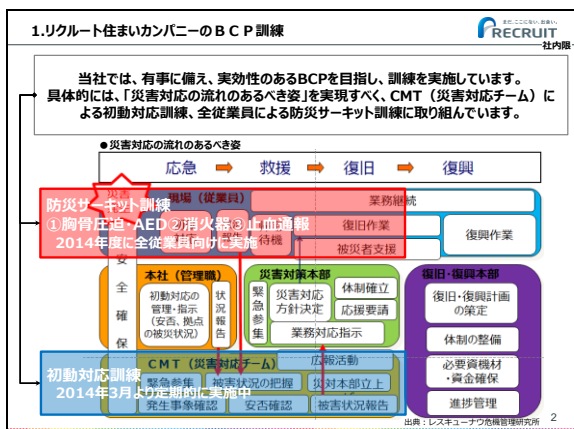 1.リクルート住まいカンパニーのBCP訓練
まだ、ここにない、出会い。
RECRUIT
社内限
当社では、有事に備え、実効性のあるBCPを目指し、訓練を実施しています。
具体的には、「災害対応の流れのあるべき姿」を実現すべく、CMT(災害対応チーム)に
よる初動対応訓練、全従業員による防災サーキット訓練に取り組んでいます。
●災害対応の流れのあるべき姿
応急 ➡ 救援 ➡ 復旧 ➡ 復興
災害
現場(従業員)
業務継続
防災サーキット訓練
①胸骨圧迫・AED②消火器③止血通報
2014年度に全従業員向けに実施
待機
復旧作業
被災者支援
復興作業
安全確保
本社(管理職)
初動対応の
管理・指示
(安否、拠点
の被災状況)
状況報告
災害対策本部
緊急参集
災害対応
方針決定
体制確立
応援要請
業務対応指示
復旧・復興本部
復旧・復興計画
の策定
体制の整備
必要資機材
・資金確保
進捗管理
CMT(災害対応チーム)
広報活動
初動対応訓練
2014年3月より定期的に実施中
緊急参集
被害状況の把握
災対本部立上
発生事象確認
安否確認
被害状況報告
出典:レスキューナウ危機管理研究所
2